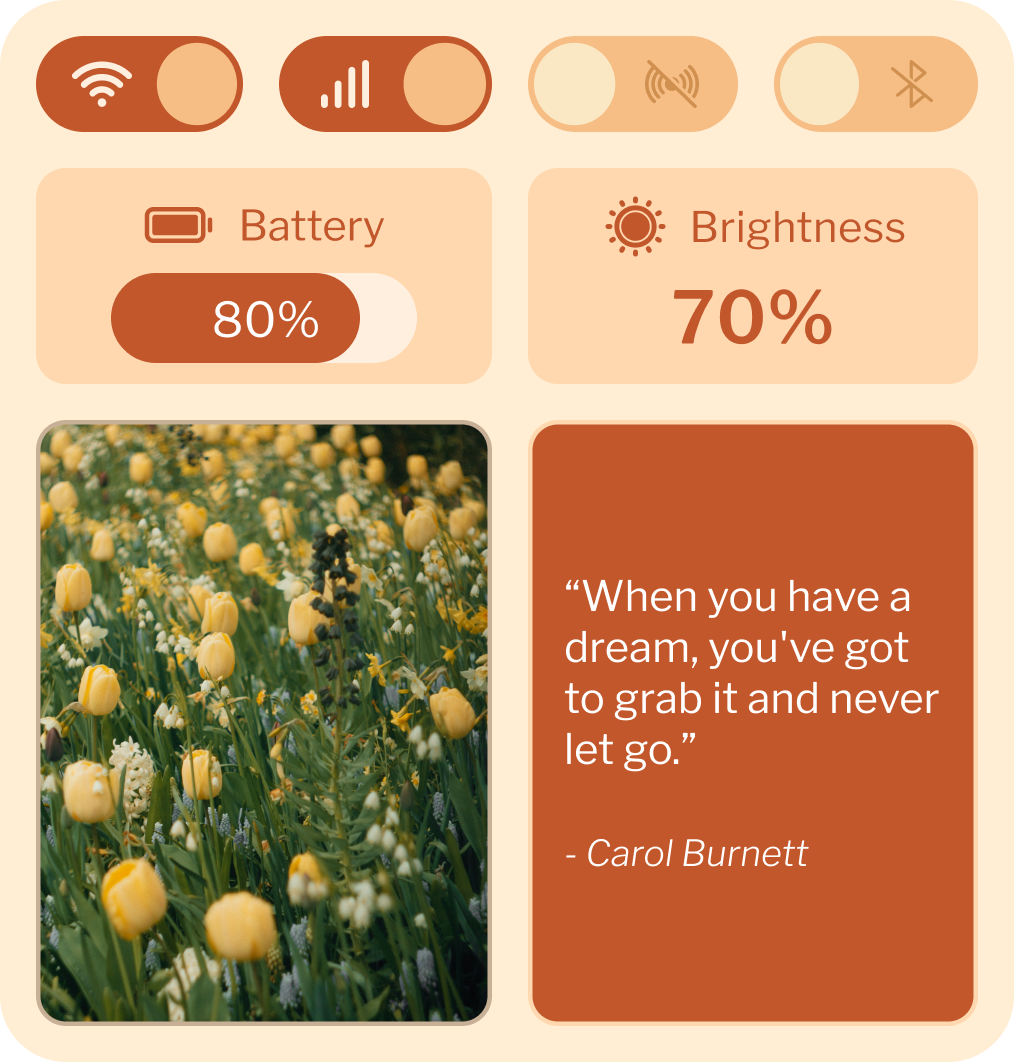 Battery
Brightness
80%
70%
“When you have a
dream, you've got
to grab it and never
let go.”
- Carol Burnett